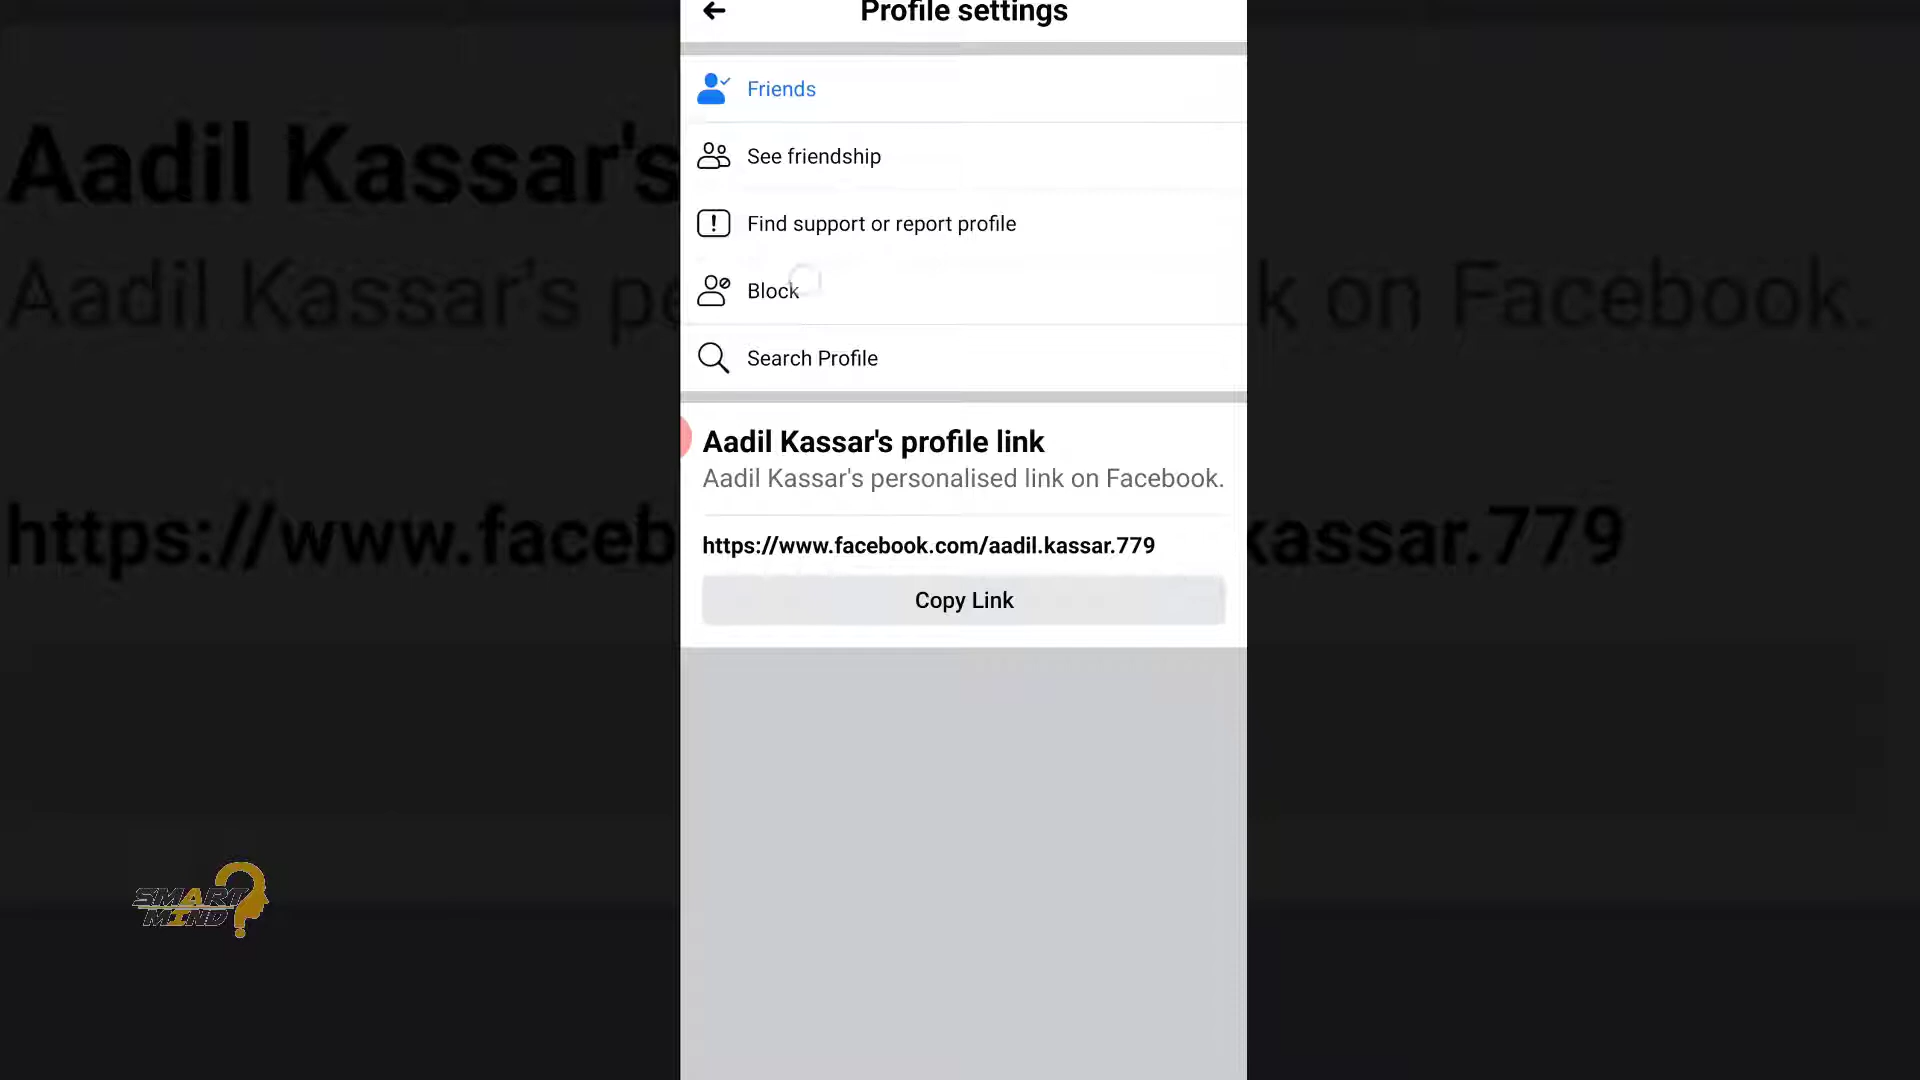 Profile settings
Friends
See friendship
Find support or report profile
Block
Search Profile
Aadil Kassar's profile link
Aadil Kassar's personalised link on Facebook.
https://www.facebook.com/aadil.kassar.779
Copy Link
Aadil Kassar's
Aadil Kassar's pe
k on Facebook.
https://www.faceb
kassar.779
SMART
MIND